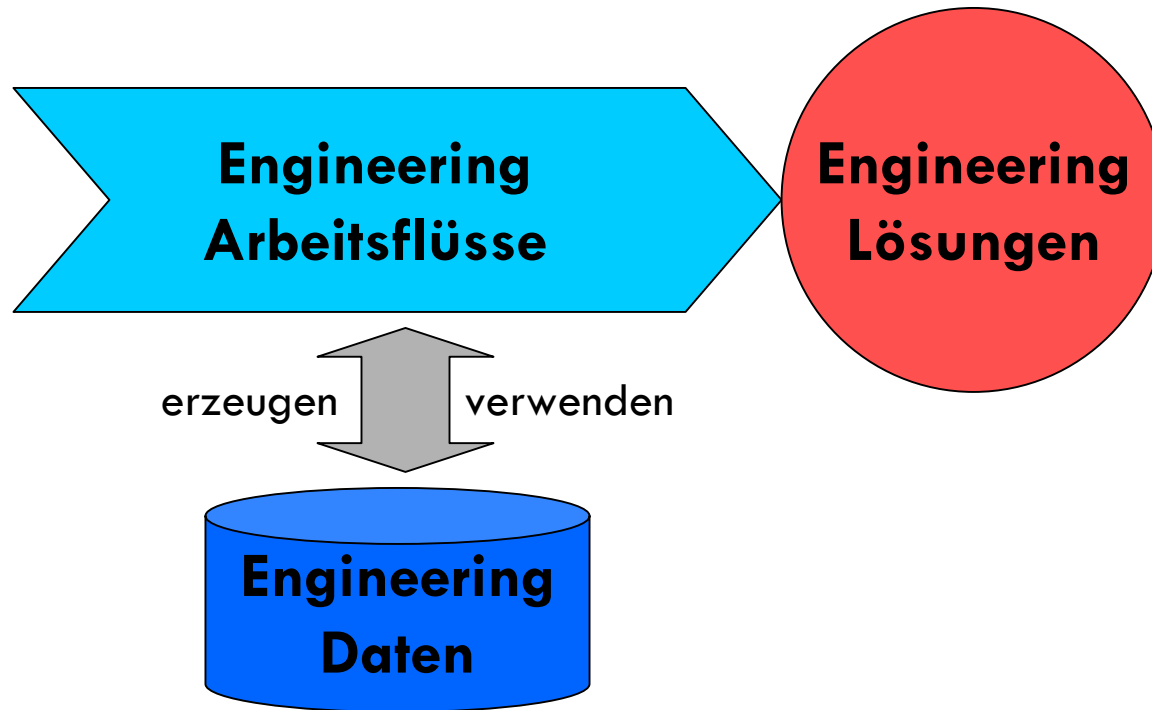 Engineering
Arbeitsflüsse
Engineering
Lösungen
erzeugen
verwenden
Engineering
Daten